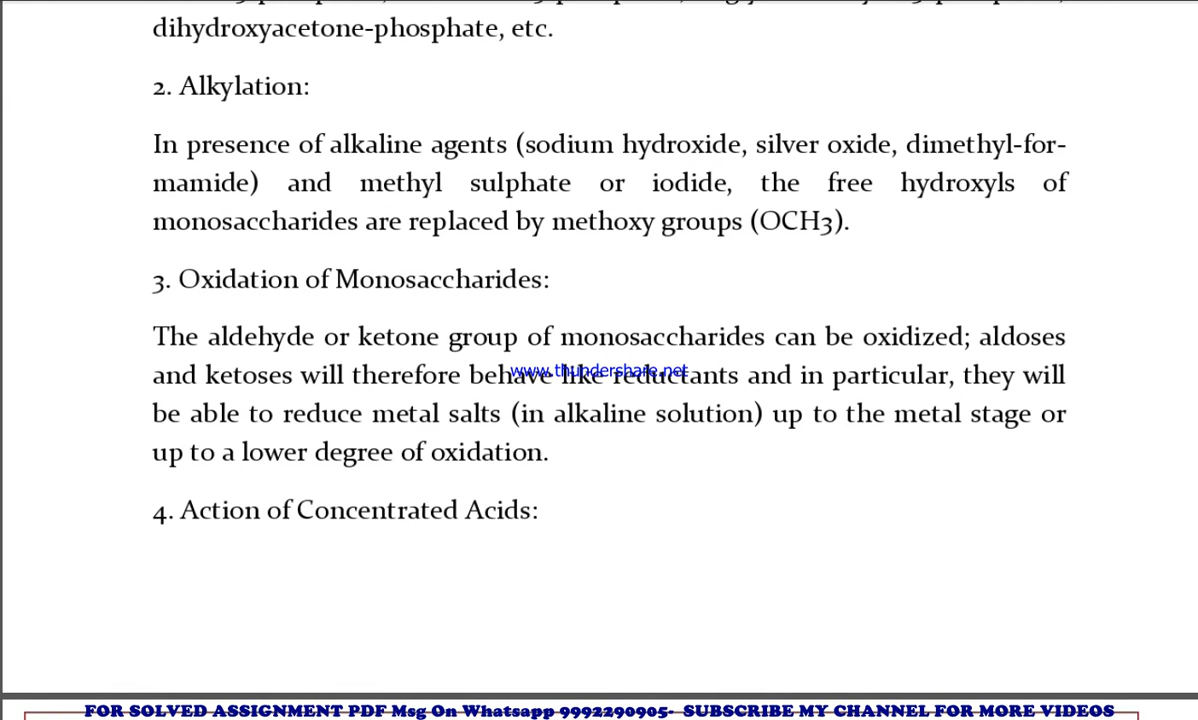 dihydroxyacetone-phosphate, etc.
2. Alkylation:
In presence of alkaline agents (sodium hydroxide, silver oxide, dimethyl-for-
mamide) and methyl sulphate or iodide, the free hydroxyls of
monosaccharides are replaced by methoxy groups (OCH3).
3. Oxidation of Monosaccharides:
The aldehyde or ketone group of monosaccharides can be oxidized; aldoses
and ketoses will therefore behave like reductants and in particular, they will
www.thundershare.net
be able to reduce metal salts (in alkaline solution) up to the metal stage or
up to a lower degree of oxidation.
4. Action of Concentrated Acids:
FOR SOLVED ASSIGNMENT PDF Msg On Whatsapp 9992290905- SUBSCRIBE MY CHANNEL FOR MORE VIDEOS